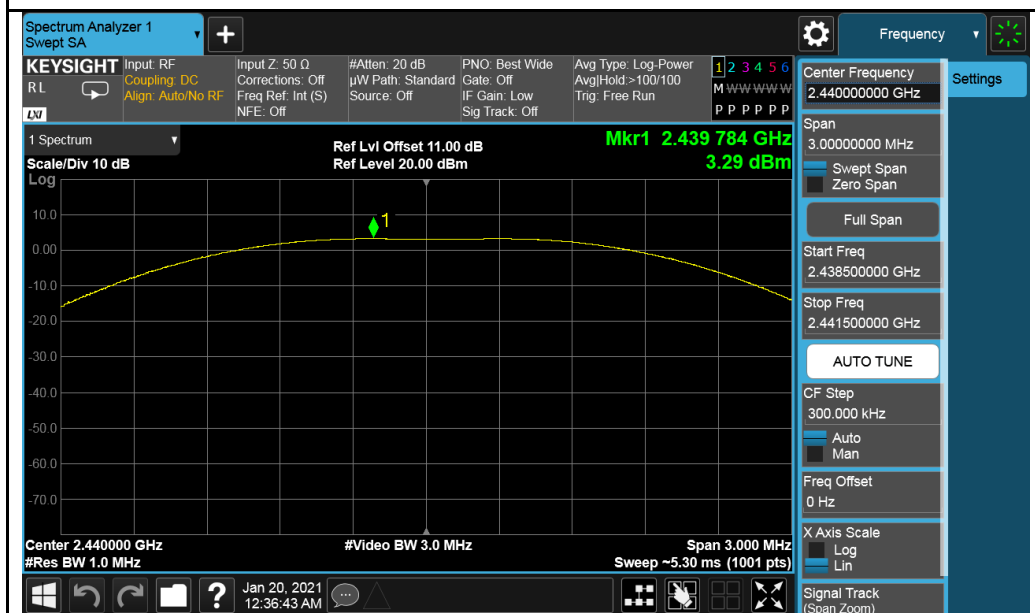 Spectrum Analyzer 1
Swept SA
+
Frequency
KEYSIGHT
RL
LXI
Input: RF
Coupling: DC
Align: Auto/No RF
Input Z: 50 Ω
Corrections: Off
Freq Ref: Int (S)
NFE: Off
#Atten: 20 dB
µW Path: Standard
Source: Off
PNO: Best Wide
Gate: Off
IF Gain: Low
Sig Track: Off
Avg Type: Log-Power
Avg|Hold:>100/100
Trig: Free Run
1 2 3 4 5 6
M W W W W W
P P P P P P
1 Spectrum
Scale/Div 10 dB
Log
Ref Lvl Offset 11.00 dB
Ref Level 20.00 dBm
Mkr1 2.439 784 GHz
3.29 dBm
1
10.0
0.00
-10.0
-20.0
-30.0
-40.0
-50.0
-60.0
-70.0
Center 2.440000 GHz
#Res BW 1.0 MHz
#Video BW 3.0 MHz
Span 3.000 MHz
Sweep ~5.30 ms (1001 pts)
?
Jan 20, 2021
12:36:43 AM
Center Frequency
2.440000000 GHz
Span
3.00000000 MHz
Swept Span
Zero Span
Full Span
Start Freq
2.438500000 GHz
Stop Freq
2.441500000 GHz
AUTO TUNE
CF Step
300.000 kHz
Auto
Man
Freq Offset
0 Hz
X Axis Scale
Log
Lin
Signal Track
(Span Zoom)
Settings